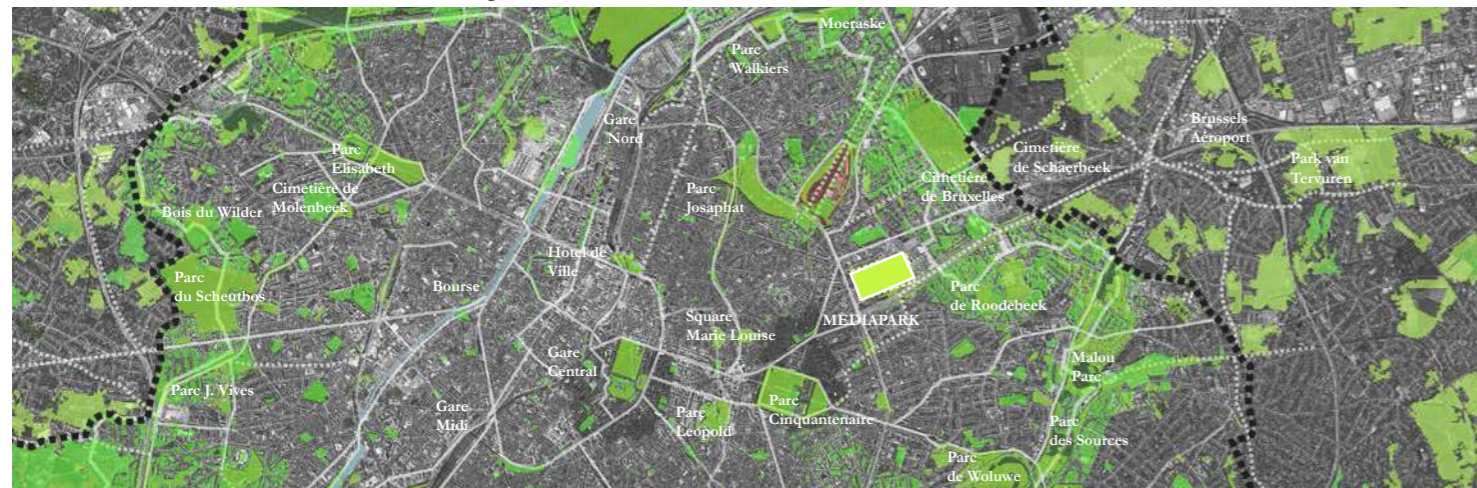 Moeraske
Parc
Walkiers
Gare
Nord
Brussels
Aéroport
Parc
Elisabeth
Cimetière
de Schaerbeek
Park van
Tervuren
Cimetière de
Molenbeek
Parc
Josaphat
Cimetière
de Bruxelles
Bois du Wilder
Hotel de
Ville
Parc
du Scheutbos
Bourse
Parc
de Roodebeek
Square
Marie Louise
MEDIAPARK
Gare
Central
Malou
Parc
Parc J. Vives
Gare
Midi
Parc
Leopold
Parc
Cinquantenaire
Parc
des Sources
Parc
de Woluwe